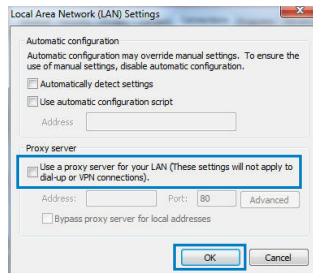 Local Area Network (LAN) Settings
Automatic configuration
Automatic configuration may override manual settings. To ensure the
use of manual settings, disable automatic configuration.
Automatically detect settings
Use automatic configuration script
Address
Proxy server
Use a proxy server for your LAN (These settings will not apply to
dial-up or VPN connections).
Address: Port: 80 Advanced
Bypass proxy server for local addresses
OK Cancel